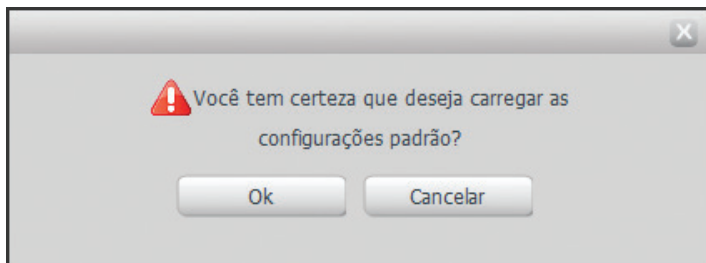 Você tem certeza que deseja carregar as
configurações padrão?
Ok
Cancelar